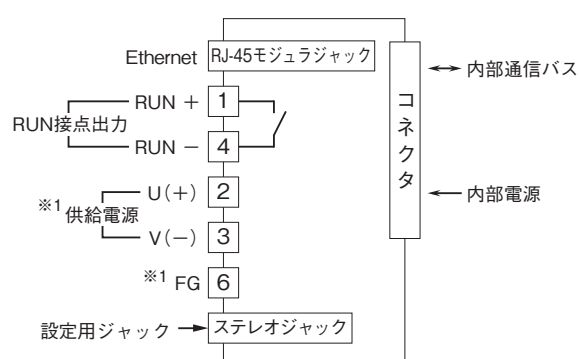 Ethernet RJ-45モジュラジャック
内部通信バス
RUN + 1
RUN接点出力
RUN − 4
コネクタ
※1 供給電源
U(+) 2
内部電源
V(−) 3
※1 FG 6
設定用ジャック ステレオジャック